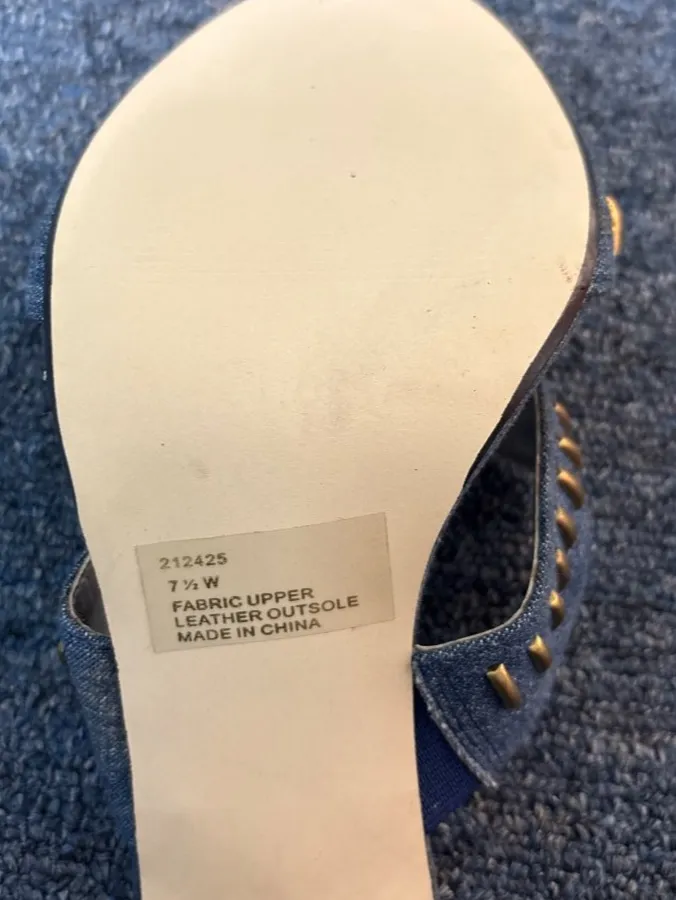 212425
7 ½ W
FABRIC UPPER
LEATHER OUTSOLE
MADE IN CHINA